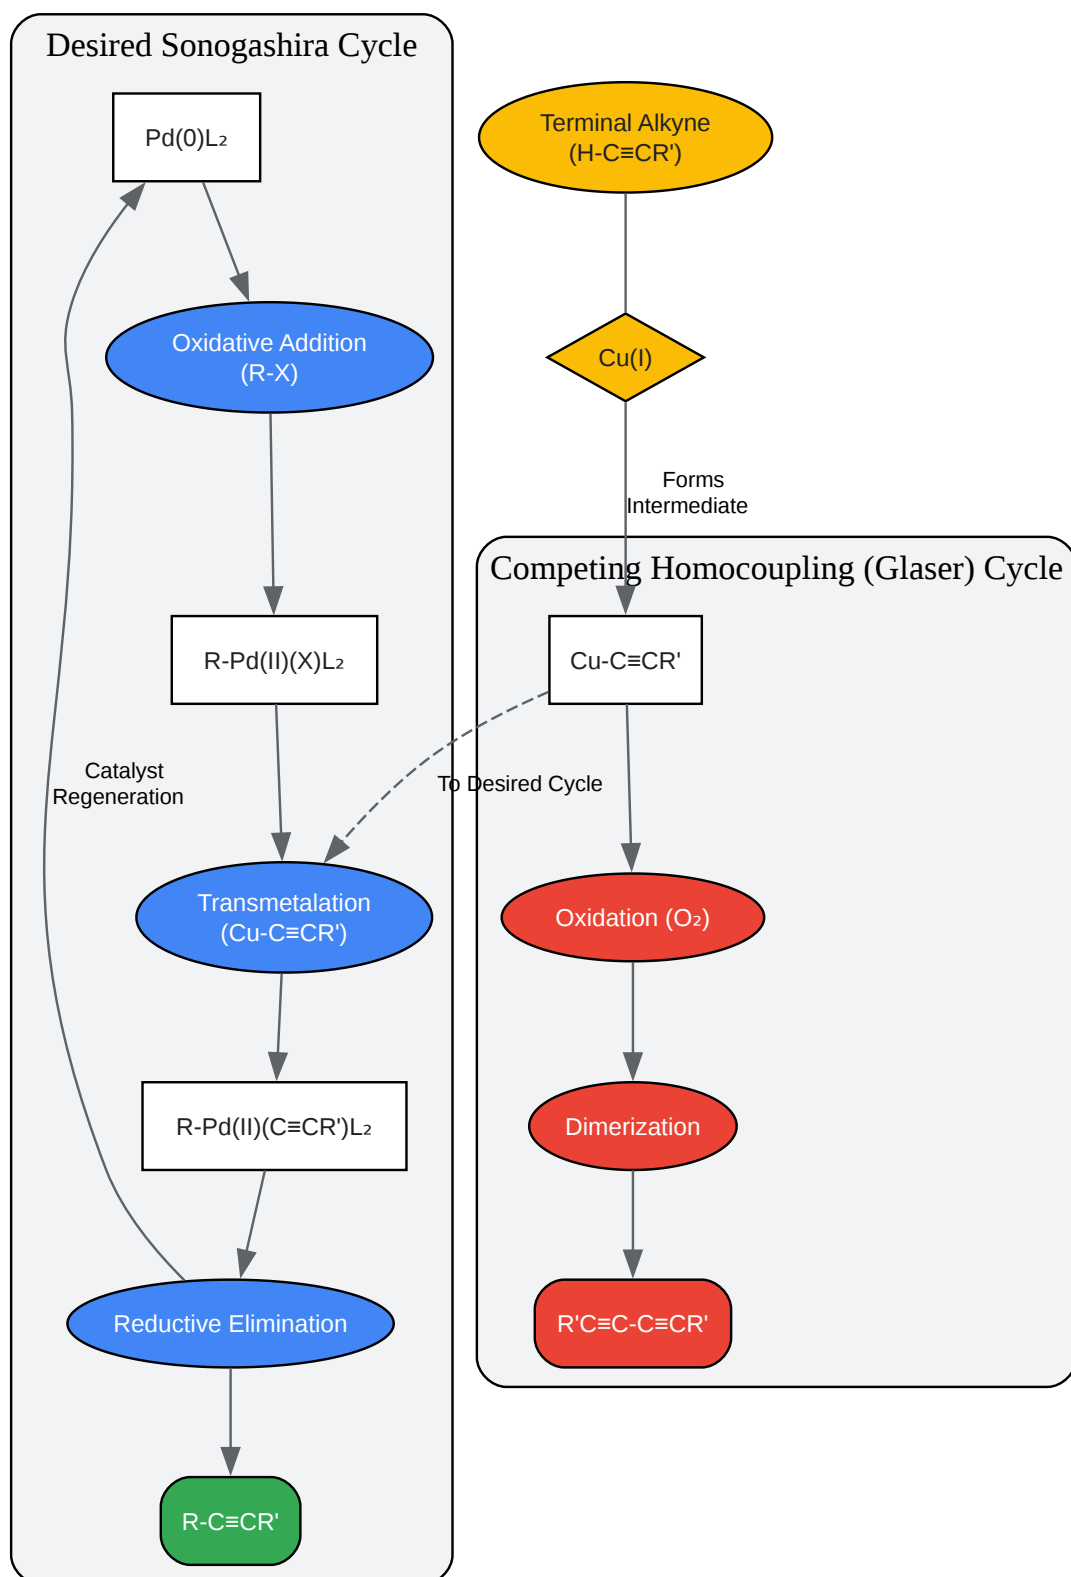 Desired Sonogashira Cycle
Pd(0)L₂
Oxidative Addition
(R-X)
R-Pd(II)(X)L₂
Catalyst
Regeneration
Transmetalation
(Cu-C≡CR')
R-Pd(II)(C≡CR')L₂
Reductive Elimination
R-C≡CR'
Terminal Alkyne
(H-C≡CR')
Cu(I)
Forms
Intermediate
Competing Homocoupling (Glaser) Cycle
Cu-C≡CR'
To Desired Cycle
Oxidation (O₂)
Dimerization
R'C≡C-C≡CR'